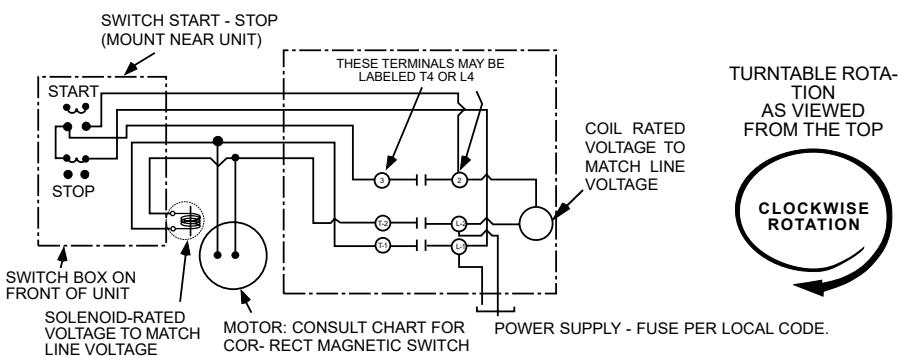 SWITCH START - STOP
(MOUNT NEAR UNIT)
THESE TERMINALS MAY BE
LABELED T4 OR L4
START
STOP
3
2
T-2
L-2
T-1
L-1
COIL RATED
VOLTAGE TO
MATCH LINE
VOLTAGE
TURNTABLE ROTA-
TION
AS VIEWED
FROM THE TOP
CLOCKWISE
ROTATION
SWITCH BOX ON
FRONT OF UNIT
SOLENOID-RATED
VOLTAGE TO MATCH
LINE VOLTAGE
MOTOR: CONSULT CHART FOR
COR- RECT MAGNETIC SWITCH
POWER SUPPLY - FUSE PER LOCAL CODE.